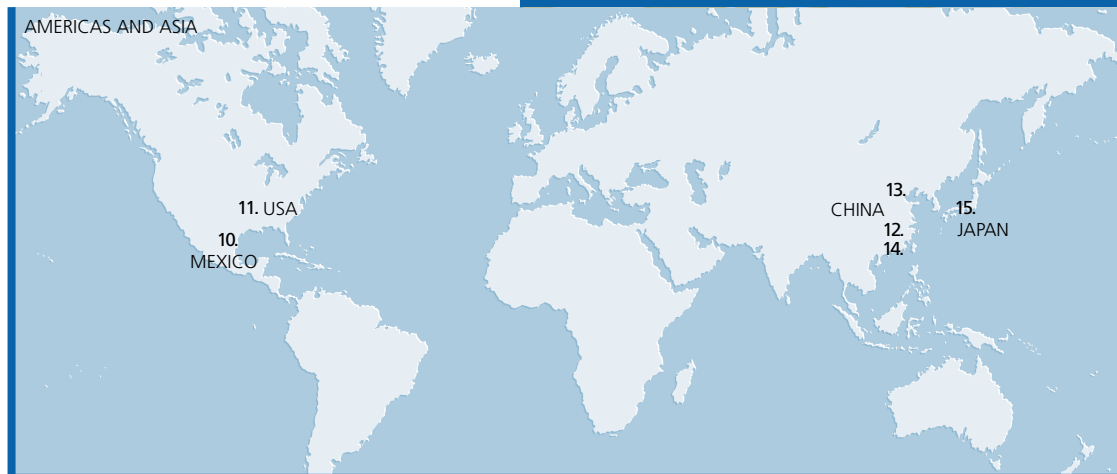 AMERICAS AND ASIA
11. USA
10.
MEXICO
13.
CHINA
12.
14.
15.
JAPAN